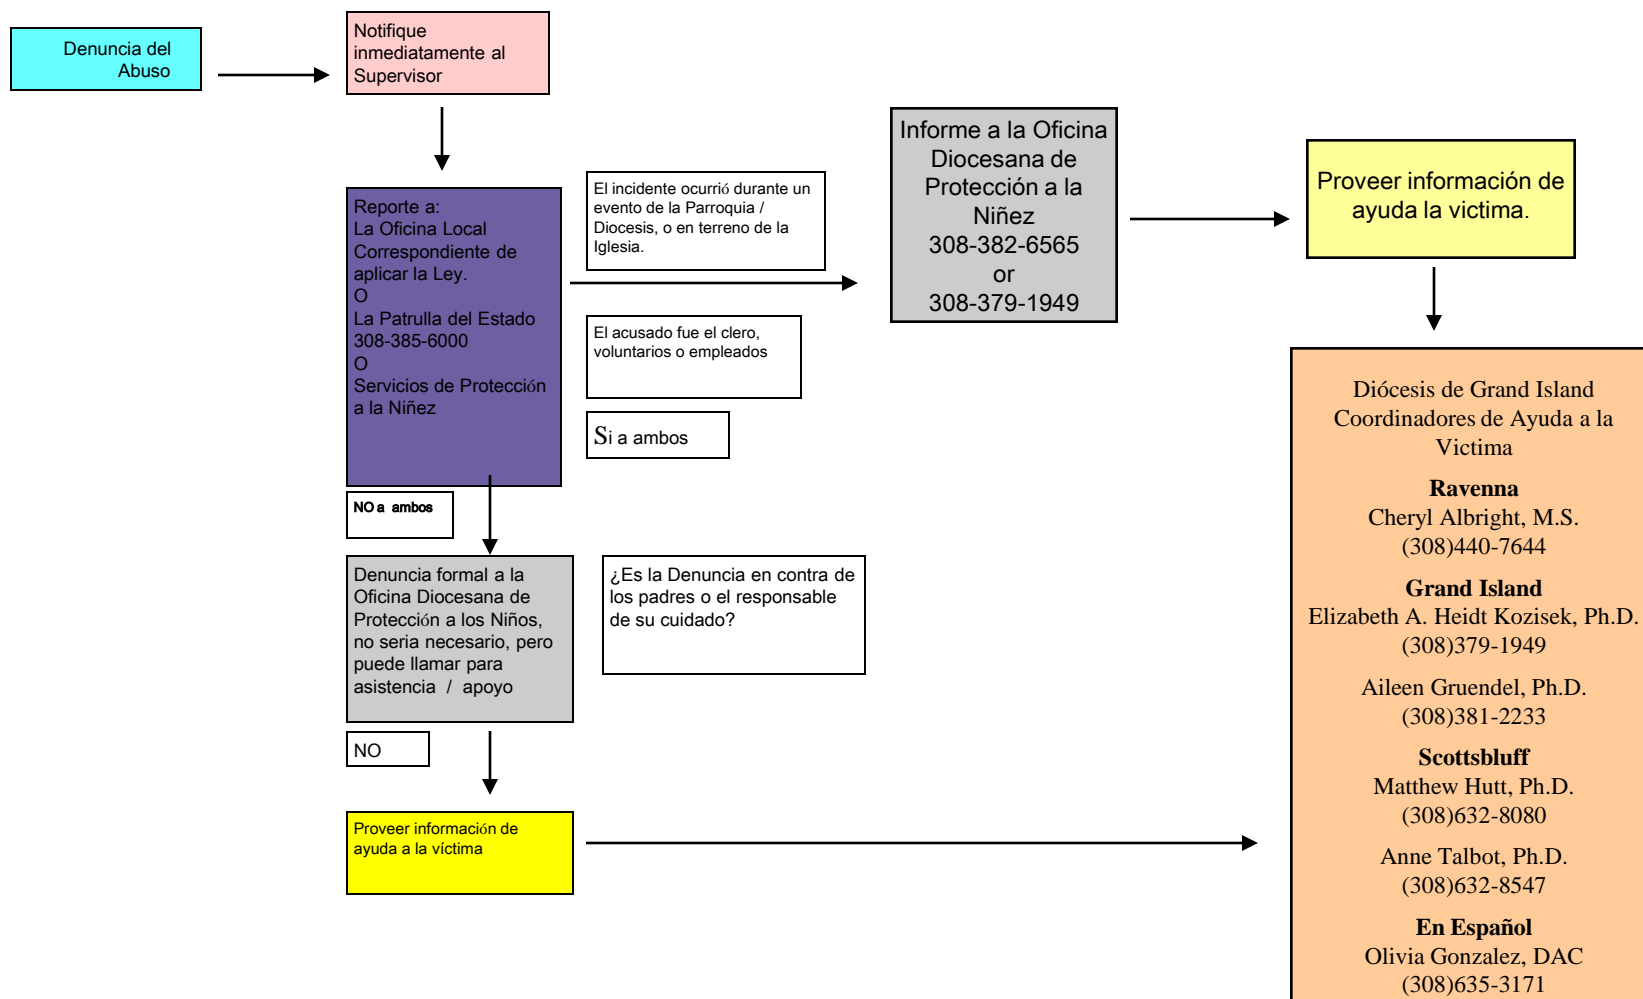 Denuncia del
Abuso
Notifique
inmediatamente al
Supervisor
Reporte a:
La Oficina Local
Correspondiente de
aplicar la Ley.
O
La Patrulla del Estado
308-385-6000
O
Servicios de Protección
a la Niñez
El incidente ocurrió durante un
evento de la Parroquia /
Diocesis, o en terreno de la
Iglesia.
El acusado fue el clero,
voluntarios o empleados
Si a ambos
Informe a la Oficina
Diocesana de
Protección a la
Niñez
308-382-6565
or
308-379-1949
Proveer información de
ayuda la victima.
NO a ambos
Denuncia formal a la
Oficina Diocesana de
Protección a los Niños,
no seria necesario, pero
puede llamar para
asistencia / apoyo
¿Es la Denuncia en contra de
los padres o el responsable
de su cuidado?
NO
Proveer información de
ayuda a la víctima
Diócesis de Grand Island
Coordinadores de Ayuda a la
Victima
Ravenna
Cheryl Albright, M.S.
(308)440-7644
Grand Island
Elizabeth A. Heidt Kozisek, Ph.D.
(308)379-1949
Aileen Gruendel, Ph.D.
(308)381-2233
Scottsbluff
Matthew Hutt, Ph.D.
(308)632-8080
Anne Talbot, Ph.D.
(308)632-8547
En Español
Olivia Gonzalez, DAC
(308)635-3171